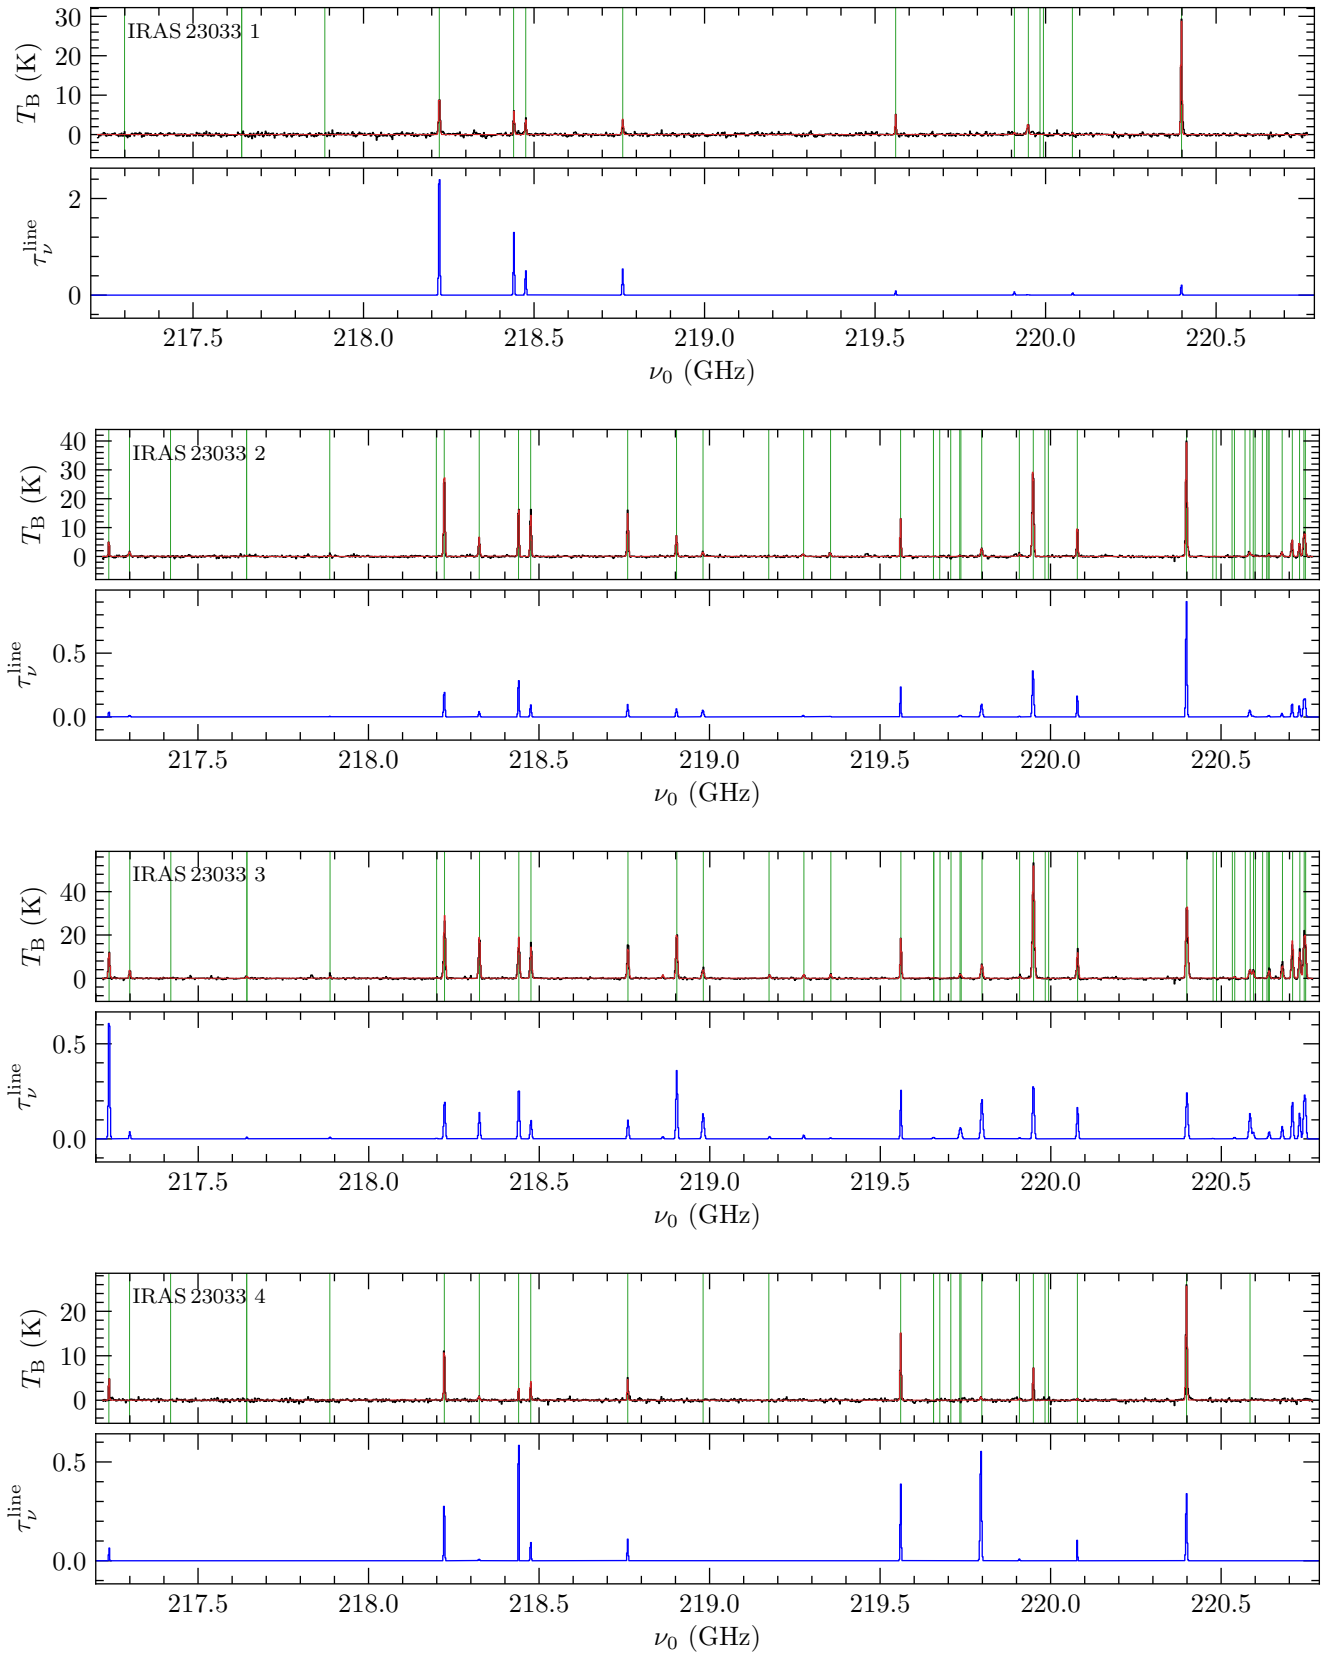 30
20
10
0
T_B (K)
IRAS 23033 1
2
0
τ_ν^line
217.5 218.0 218.5 219.0 219.5 220.0 220.5
ν_0 (GHz)
40
30
20
10
0
T_B (K)
IRAS 23033 2
0.5
0.0
τ_ν^line
217.5 218.0 218.5 219.0 219.5 220.0 220.5
ν_0 (GHz)
40
20
0
T_B (K)
IRAS 23033 3
0.5
0.0
τ_ν^line
217.5 218.0 218.5 219.0 219.5 220.0 220.5
ν_0 (GHz)
20
10
0
T_B (K)
IRAS 23033 4
0.5
0.0
τ_ν^line
217.5 218.0 218.5 219.0 219.5 220.0 220.5
ν_0 (GHz)